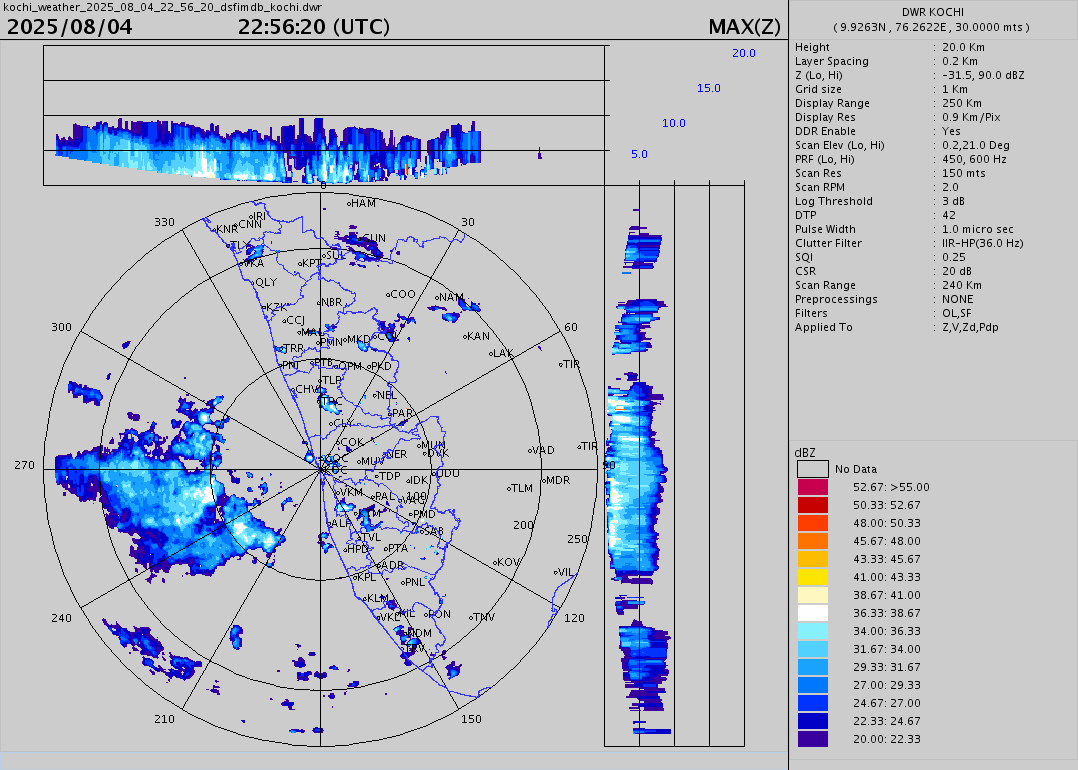 kochi_weather_2025_08_04_22_56_20_dsfimdb_kochi.dwr
2025/08/04 22:56:20 (UTC) MAX(Z)
20.0
15.0
10.0
5.0
0
30
60
90
120
150
210
240
270
300
330
100
200
250
HAM
IRI
CNN
KNR
TLY
VKA
GUN
SUL
KPT
QLY
KZK
NBR
COO
NAM
CCJ
MAL
PMN
MKD
KAN
LAK
TIR
TRR
PNI
PTB
OPM
PKD
TLP
CHV
NEL
TRC
PAR
CLY
COK
MUN
DVK
NER
MUV
VAD
TIR
COC
KOC
TDP
IDK
UDU
MDR
TLM
VKM
PAL
VAG
KTM
PMD
ALP
SAB
TVL
HPD
PTA
ADR
KOV
VIL
KPL
PNL
KLM
VKL
PON
TNV
NDM
TRV
DWR KOCHI
( 9.9263N , 76.2622E , 30.0000 mts )
Height : 20.0 Km
Layer Spacing : 0.2 Km
Z (Lo, Hi) : -31.5, 90.0 dBZ
Grid size : 1 Km
Display Range : 250 Km
Display Res : 0.9 Km/Pix
DDR Enable : Yes
Scan Elev (Lo, Hi) : 0.2,21.0 Deg
PRF (Lo, Hi) : 450, 600 Hz
Scan Res : 150 mts
Scan RPM : 2.0
Log Threshold : 3 dB
DTP : 42
Pulse Width : 1.0 micro sec
Clutter Filter : IIR-HP(36.0 Hz)
SQI : 0.25
CSR : 20 dB
Scan Range : 240 Km
Preprocessings : NONE
Filters : OL,SF
Applied To : Z,V,Zd,Pdp
dBZ
No Data
52.67: >55.00
50.33: 52.67
48.00: 50.33
45.67: 48.00
43.33: 45.67
41.00: 43.33
38.67: 41.00
36.33: 38.67
34.00: 36.33
31.67: 34.00
29.33: 31.67
27.00: 29.33
24.67: 27.00
22.33: 24.67
20.00: 22.33